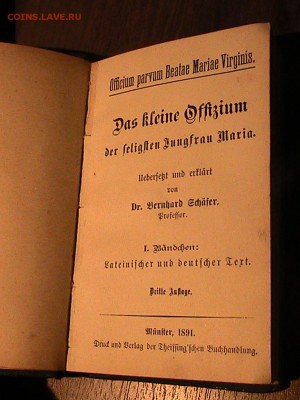 COINS.LAVE.RU
Officium parvum Beatae Mariae Virginis.
Das kleine Offizium
der seligsten Jungfrau Maria.
Uebersetzt und erklärt
von
Dr. Bernhard Schäfer,
Professor.
I. Bändchen:
Lateinischer und deutscher Text.
Dritte Auflage.
Münster, 1891.
Druck und Verlag der Theissing'schen Buchhandlung.